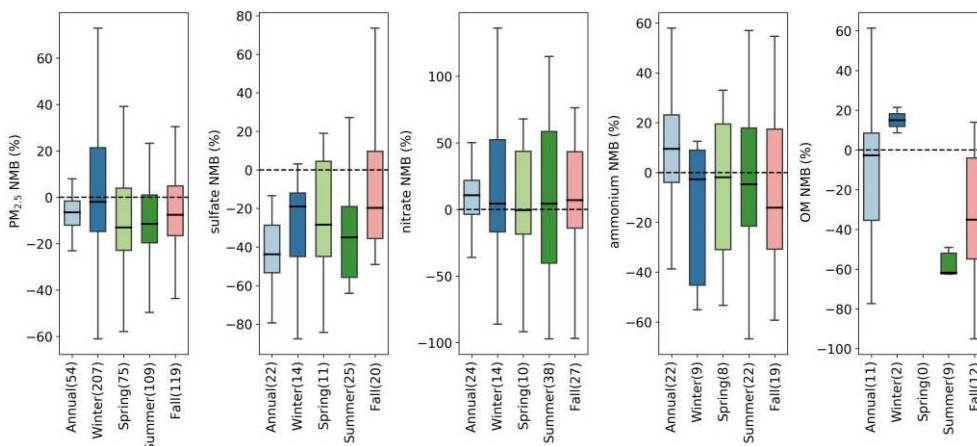 PM2.5 NMB (%)
60
40
20
0
−20
−40
−60
Annual(54)
Winter(207)
Spring(75)
Summer(109)
Fall(119)
sulfate NMB (%)
80
60
40
20
0
−20
−40
−60
−80
Annual(22)
Winter(14)
Spring(11)
Summer(25)
Fall(20)
nitrate NMB (%)
100
50
0
−50
−100
Annual(24)
Winter(14)
Spring(10)
Summer(38)
Fall(27)
ammonium NMB (%)
60
40
20
0
−20
−40
−60
Annual(22)
Winter(9)
Spring(8)
Summer(22)
Fall(19)
OM NMB (%)
60
40
20
0
−20
−40
−60
−80
−100
Annual(11)
Winter(2)
Spring(0)
Summer(9)
Fall(12)